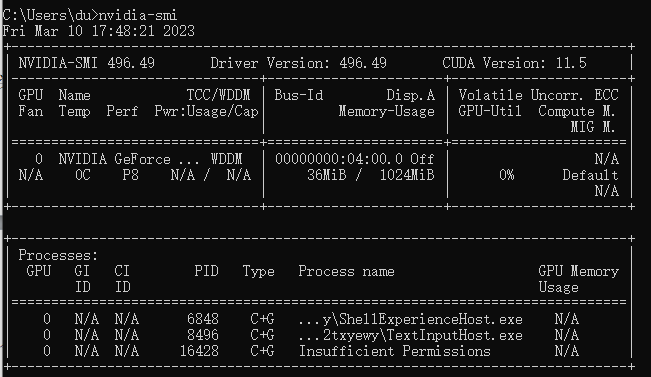 C:\Users\du>nvidia-smi
Fri Mar 10 17:48:21 2023
+-----------------------------------------------------------------------------+
| NVIDIA-SMI 496.49       Driver Version: 496.49       CUDA Version: 11.5     |
|-------------------------------+----------------------+----------------------+
| GPU  Name            TCC/WDDM | Bus-Id        Disp.A | Volatile Uncorr. ECC |
| Fan  Temp  Perf  Pwr:Usage/Cap|         Memory-Usage | GPU-Util  Compute M. |
|                               |                      |               MIG M. |
|===============================+======================+======================|
|   0  NVIDIA GeForce ... WDDM  | 00000000:04:00.0 Off |                  N/A |
| N/A    0C    P8    N/A /  N/A |     36MiB /  1024MiB |      0%      Default |
|                               |                      |                  N/A |
+-------------------------------+----------------------+----------------------+
+-----------------------------------------------------------------------------+
| Processes:                                                                  |
|  GPU   GI   CI        PID   Type   Process name                  GPU Memory |
|        ID   ID                                                   Usage      |
|=============================================================================|
|    0   N/A  N/A      6848    C+G   ...y\ShellExperienceHost.exe    N/A      |
|    0   N/A  N/A      8496    C+G   ...2txyewy\TextInputHost.exe    N/A      |
|    0   N/A  N/A     16428    C+G   Insufficient Permissions        N/A      |
+-----------------------------------------------------------------------------+